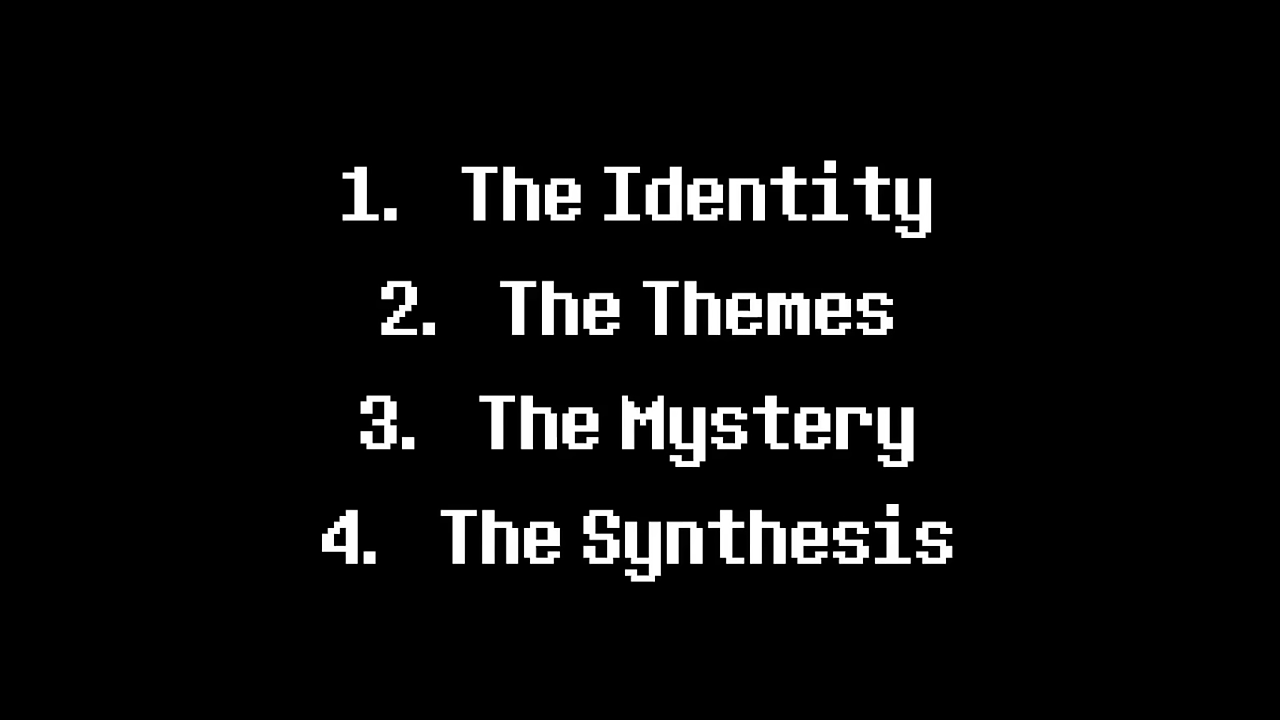 1. The Identity
2. The Themes
3. The Mystery
4. The Synthesis